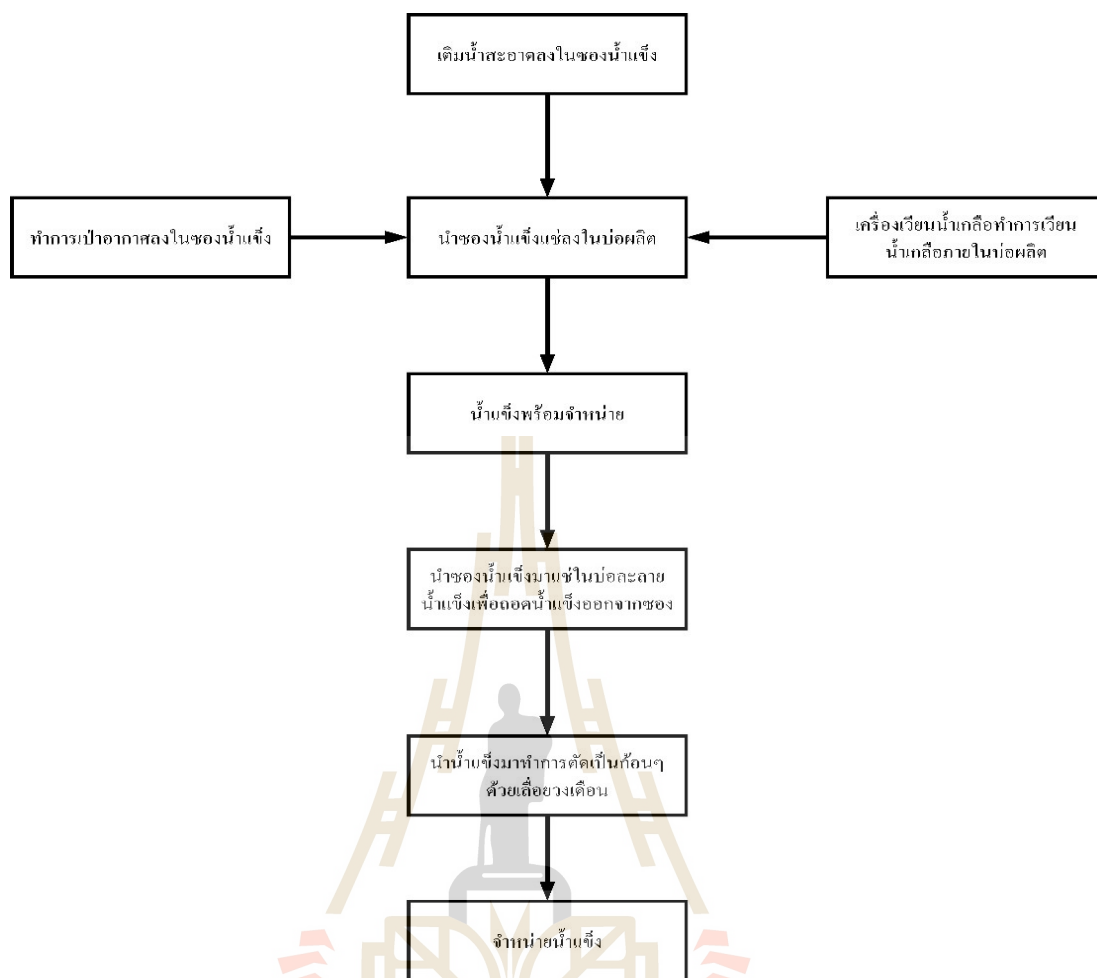 เติมน้ำสะอาดลงในซองน้ำแข็ง
ทำการเป่าอากาศลงในซองน้ำแข็ง
นำซองน้ำแข็งแช่ลงในบ่อผลิต
เครื่องเวียนน้ำเกลือทำการเวียน
น้ำเกลือภายในบ่อผลิต
น้ำแข็งพร้อมจำหน่าย
นำซองน้ำแข็งมาแช่ในบ่อละลาย
น้ำแข็งเพื่อถอดน้ำแข็งออกจากซอง
นำน้ำแข็งมาทำการตัดเป็นก้อนๆ
ด้วยเลื่อยวงเดือน
จำหน่ายน้ำแข็ง